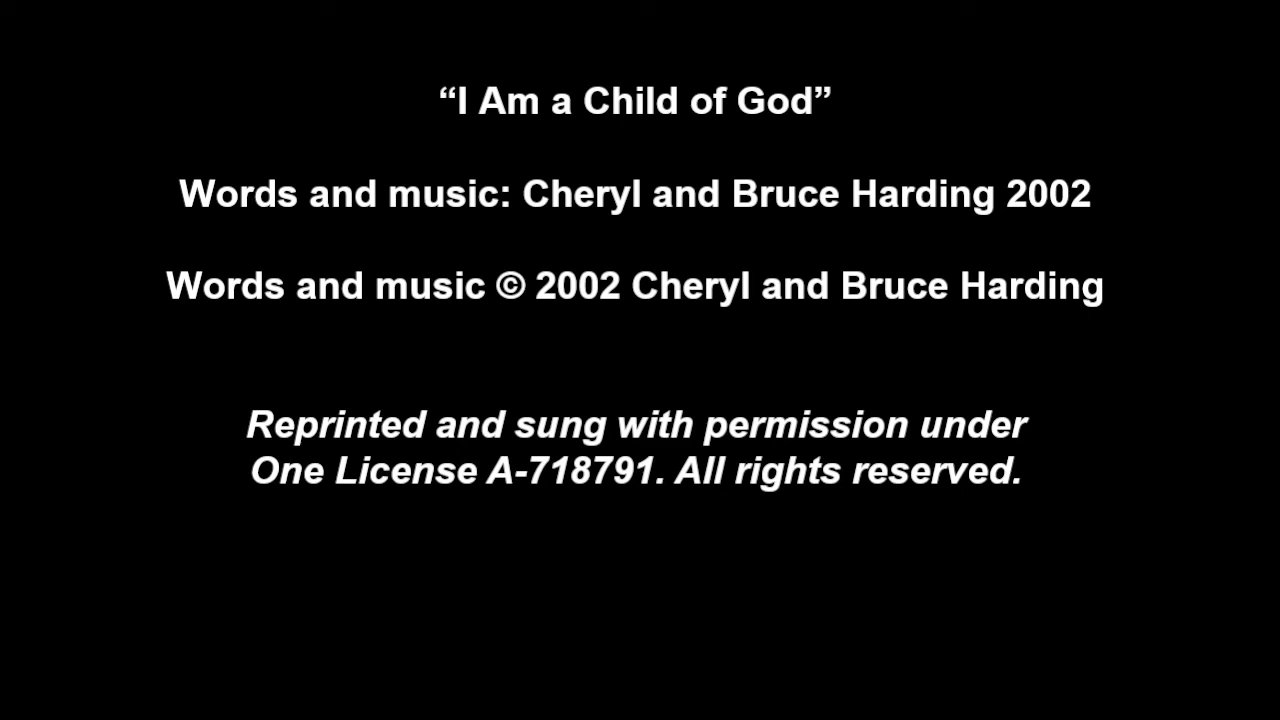 “I Am a Child of God”
Words and music: Cheryl and Bruce Harding 2002
Words and music © 2002 Cheryl and Bruce Harding
Reprinted and sung with permission under
One License A-718791. All rights reserved.